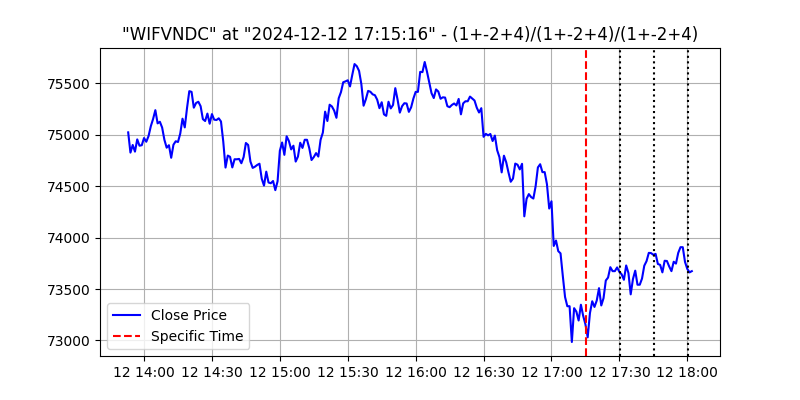 "WIFVNDC" at "2024-12-12 17:15:16" - (1+-2+4)/(1+-2+4)/(1+-2+4)
75500
75000
74500
74000
73500
73000
Close Price
Specific Time
12 14:00 12 14:30 12 15:00 12 15:30 12 16:00 12 16:30 12 17:00 12 17:30 12 18:00